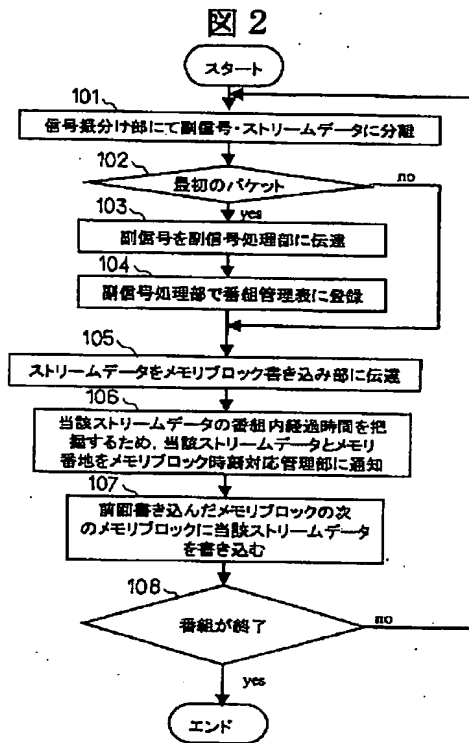 図 2
スタート
101
信号振分け部にて副信号・ストリームデータに分離
102
最初のパケット
no
yes
103
副信号を副信号処理部に伝達
104
副信号処理部で番組管理表に登録
105
ストリームデータをメモリブロック書き込み部に伝達
106
当該ストリームデータの番組内経過時間を把
握するため，当該ストリームデータとメモリ
番地をメモリブロック時刻対応管理部に通知
107
前回書き込んだメモリブロックの次
のメモリブロックに当該ストリームデータ
を書き込む
108
番組が終了
no
yes
エンド